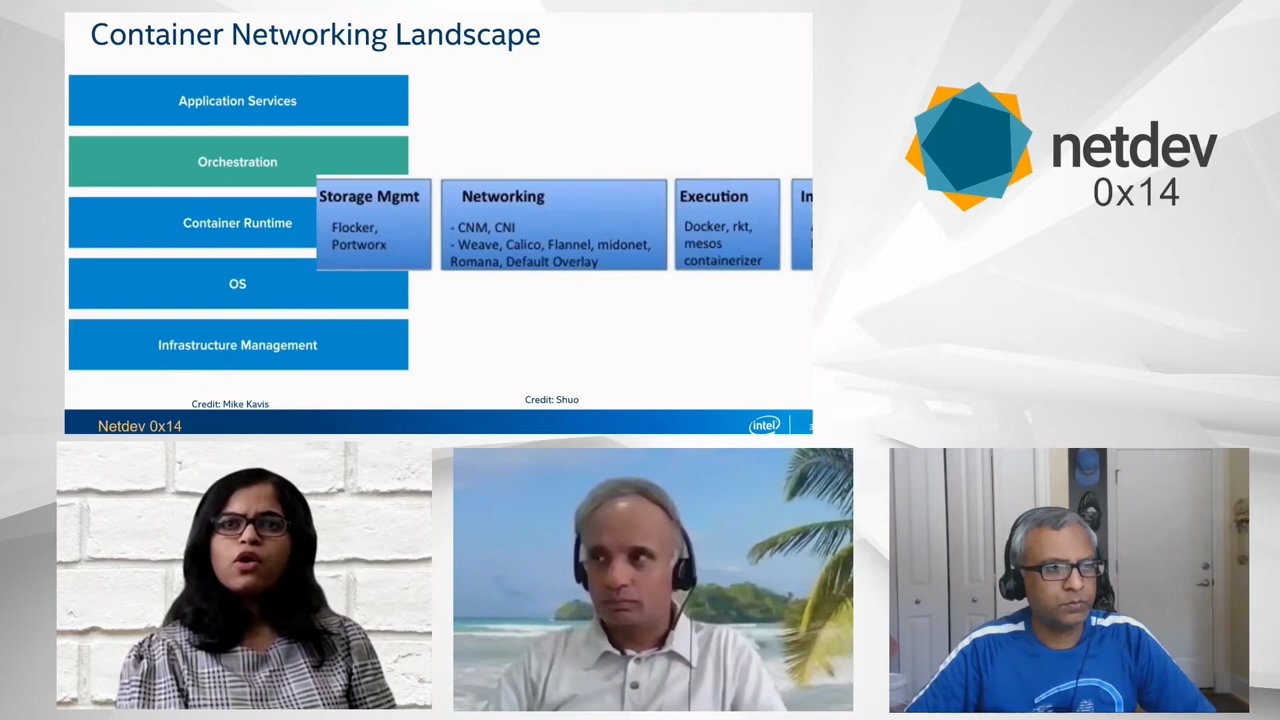 Container Networking Landscape
Application Services
Orchestration
Container Runtime
OS
Infrastructure Management
Storage Mgmt
Flocker,
Portworx
Networking
- CNM, CNI
- Weave, Calico, Flannel, midonet,
Romana, Default Overlay
Execution
Docker, rkt,
mesos
containerizer
In
Credit: Mike Kavis
Credit: Shuo
Netdev 0x14
intel
netdev
0x14